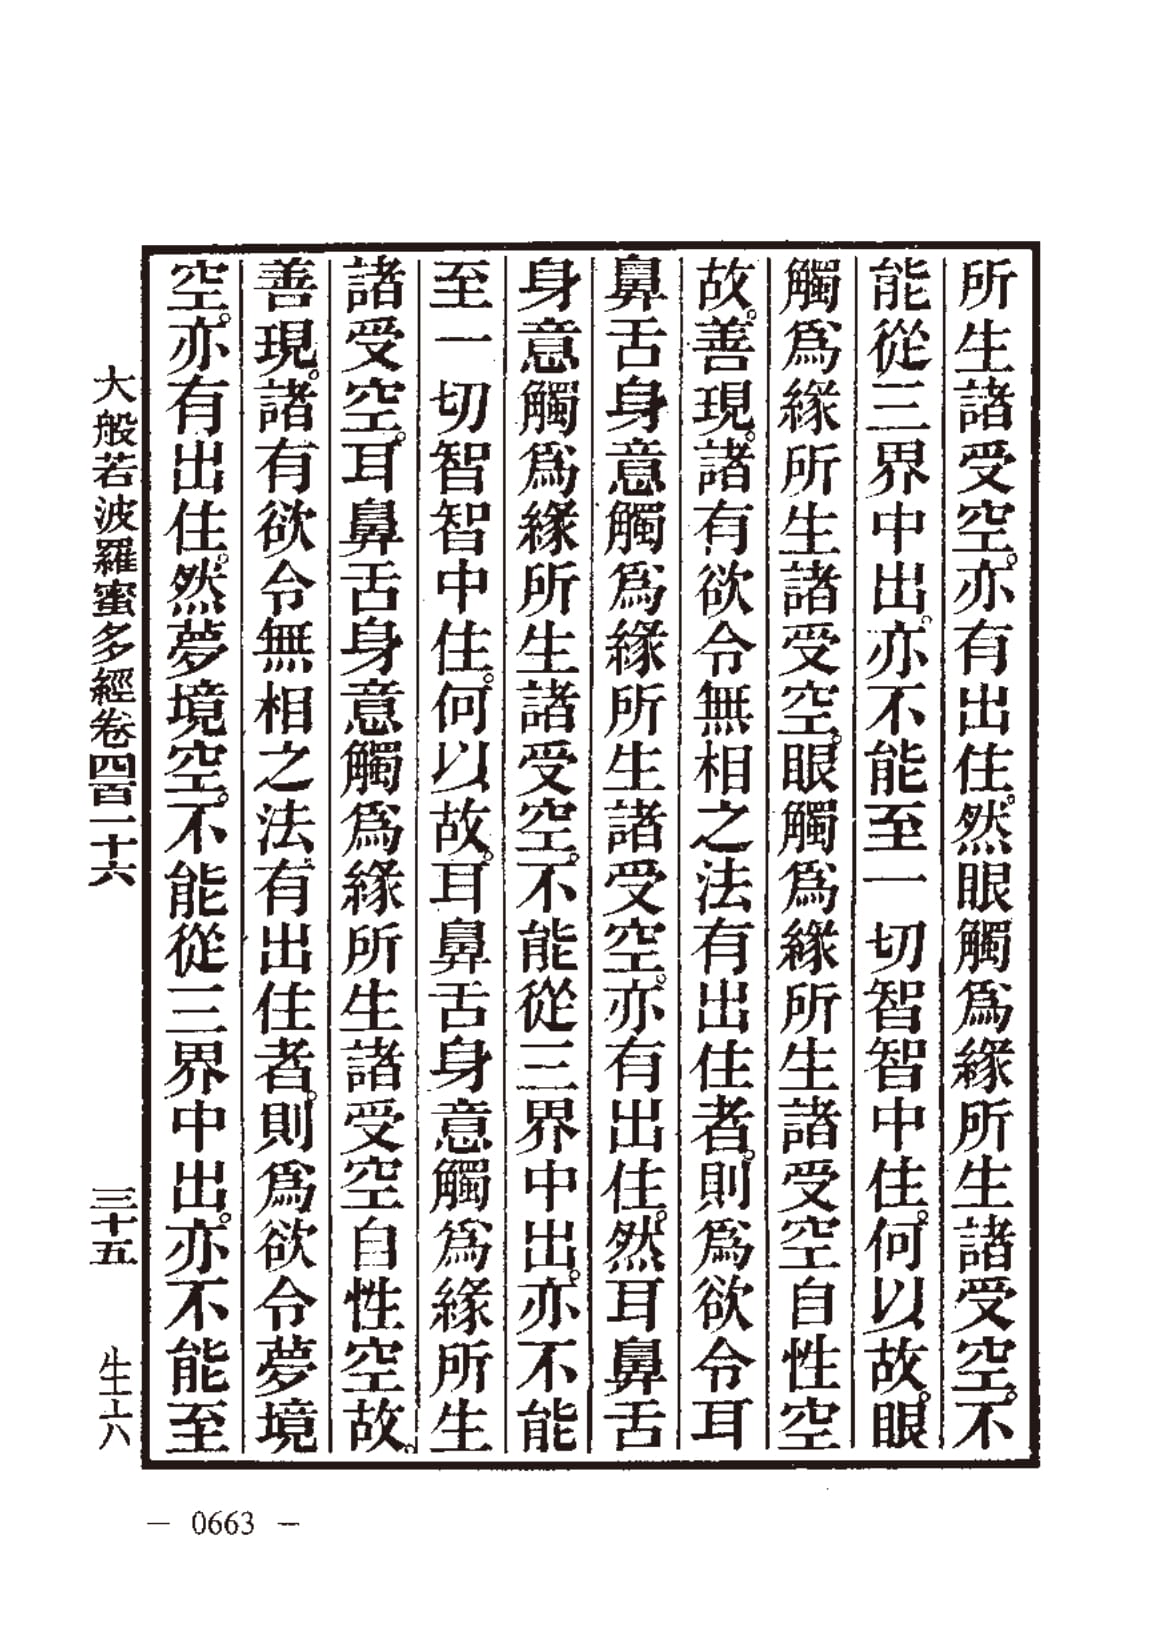 所生諸受空。亦有出住。然眼觸爲緣所生諸受空。不
能從三界中出。亦不能至一切智智中住。何以故。眼
觸爲緣所生諸受空。眼觸爲緣所生諸受空自性空
故。善現。諸有欲令無相之法有出住者。則爲欲令耳
鼻舌身意觸爲緣所生諸受空。亦有出住。然耳鼻舌
身意觸爲緣所生諸受空。不能從三界中出。亦不能
至一切智智中住。何以故。耳鼻舌身意觸爲緣所生
諸受空。耳鼻舌身意觸爲緣所生諸受空自性空故。
善現。諸有欲令無相之法有出住者。則爲欲令夢境
空。亦有出住。然夢境空。不能從三界中出。亦不能至
大般若波羅蜜多經卷四百一十六 三十五 生六
— 0663 —